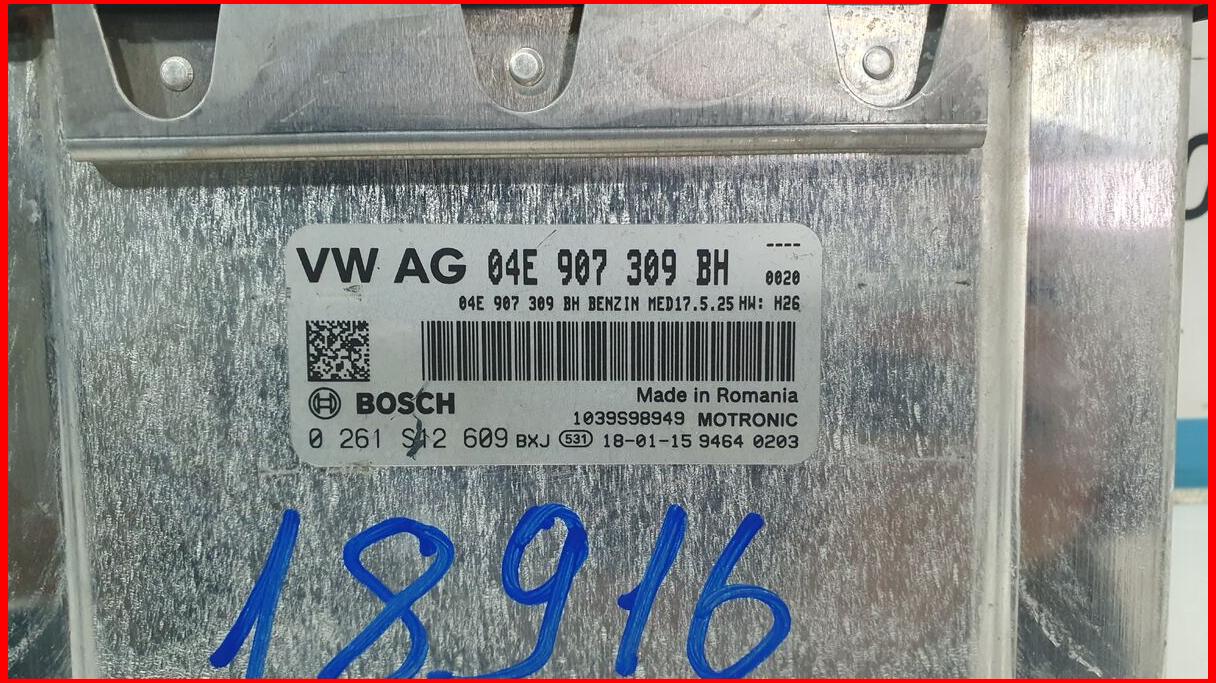 ----
VW AG 04E 907 309 BH 0020
04E 907 309 BH BENZIN MED17.5.25 HW: H26
Made in Romania
BOSCH
1039S98949 MOTRONIC
0 261 S12 609 BXJ 531 18-01-15 9464 0203
18916